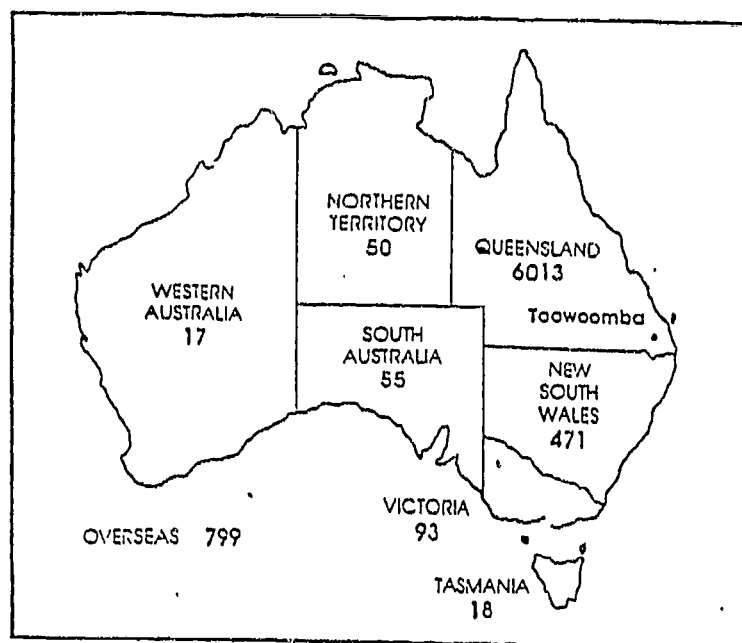 NORTHERN
TERRITORY
50
QUEENSLAND
6013
WESTERN
AUSTRALIA
17
Toowoomba
SOUTH
AUSTRALIA
55
NEW
SOUTH
WALES
471
VICTORIA
93
OVERSEAS 799
TASMANIA
18